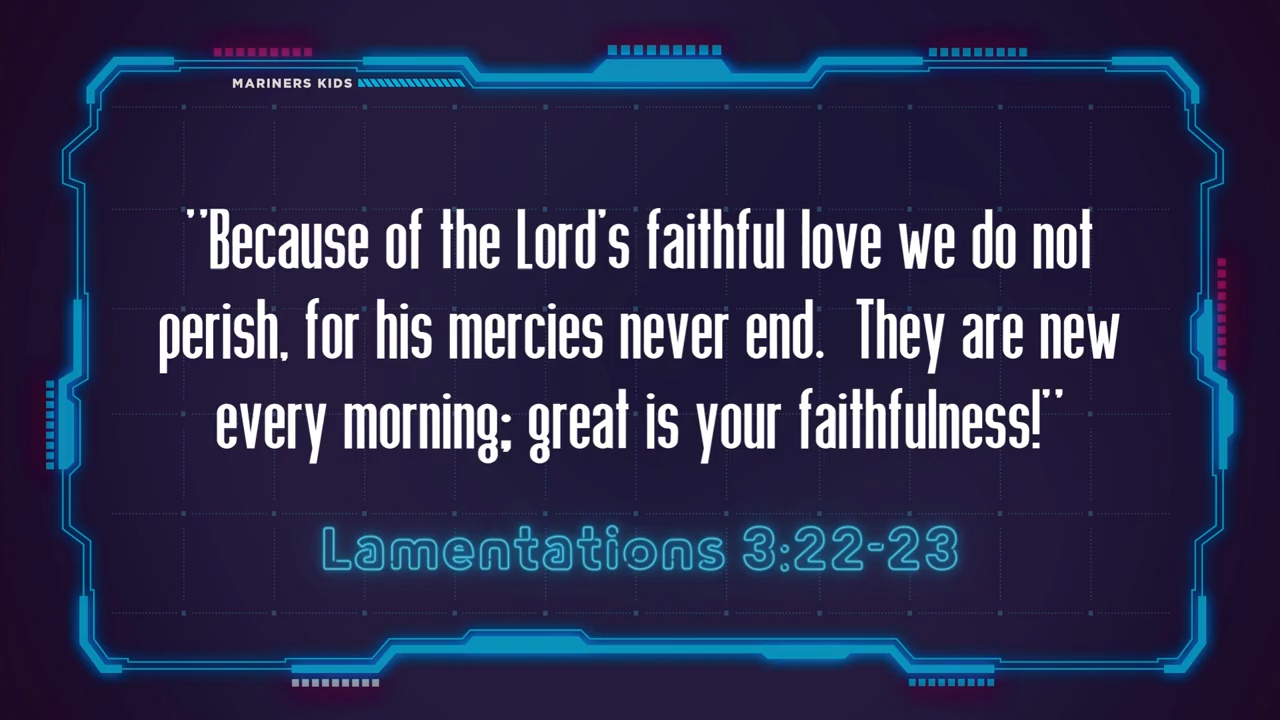 MARINERS KIDS
"Because of the Lord's faithful love we do not
perish, for his mercies never end.  They are new
every morning; great is your faithfulness!"
Lamentations 3:22-23